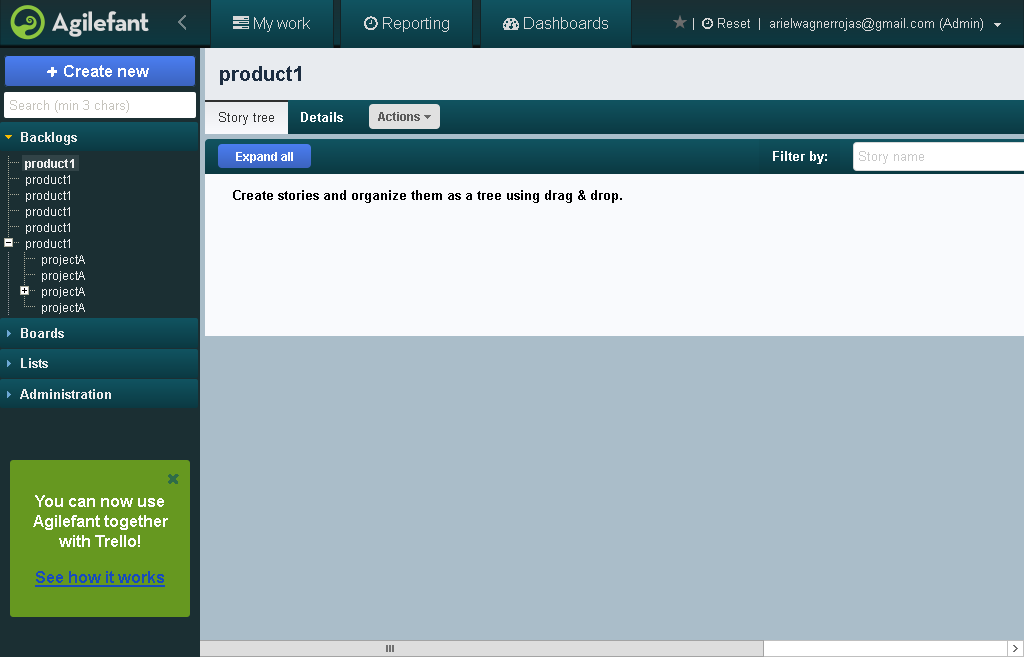 Agilefant
My work
Reporting
Dashboards
| Reset | arielwagnerrojas@gmail.com (Admin)
+ Create new
Search (min 3 chars)
Backlogs
product1
product1
product1
product1
product1
product1
projectA
projectA
projectA
projectA
Boards
Lists
Administration
You can now use
Agilefant together
with Trello!
See how it works
product1
Story tree
Details
Actions
Expand all
Filter by:
Story name
Create stories and organize them as a tree using drag & drop.